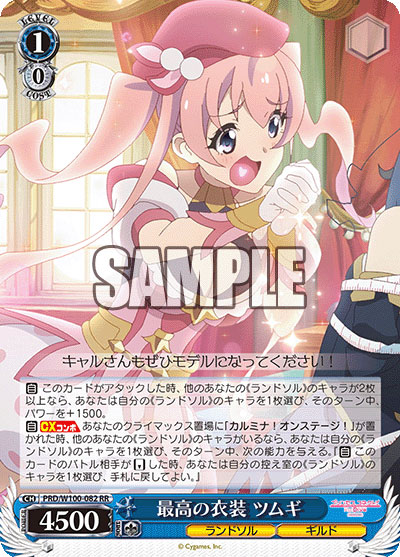 LEVEL
1
0
COST
SAMPLE
キャルさんもぜひモデルになってください！
自 このカードがアタックした時、他のあなたの《ランドソル》のキャラが2枚
以上なら、あなたは自分の《ランドソル》のキャラを1枚選び、そのターン中、
パワーを＋1500。
自 CXコンボ あなたのクライマックス置場に「カルミナ！オンステージ！」が
置かれた時、他のあなたの《ランドソル》のキャラがいるなら、あなたは自分の
《ランドソル》のキャラを1枚選び、そのターン中、次の能力を与える。『自
このカードのバトル相手が【】した時、あなたは自分の控え室の《ランドソル》
のキャラを1枚選び、手札に戻してよい。』
CH PRD/W100-082 RR
POWER
4500
SOUL
最高の衣装 ツムギ
ランドソル
ギルド
© Cygames, Inc.